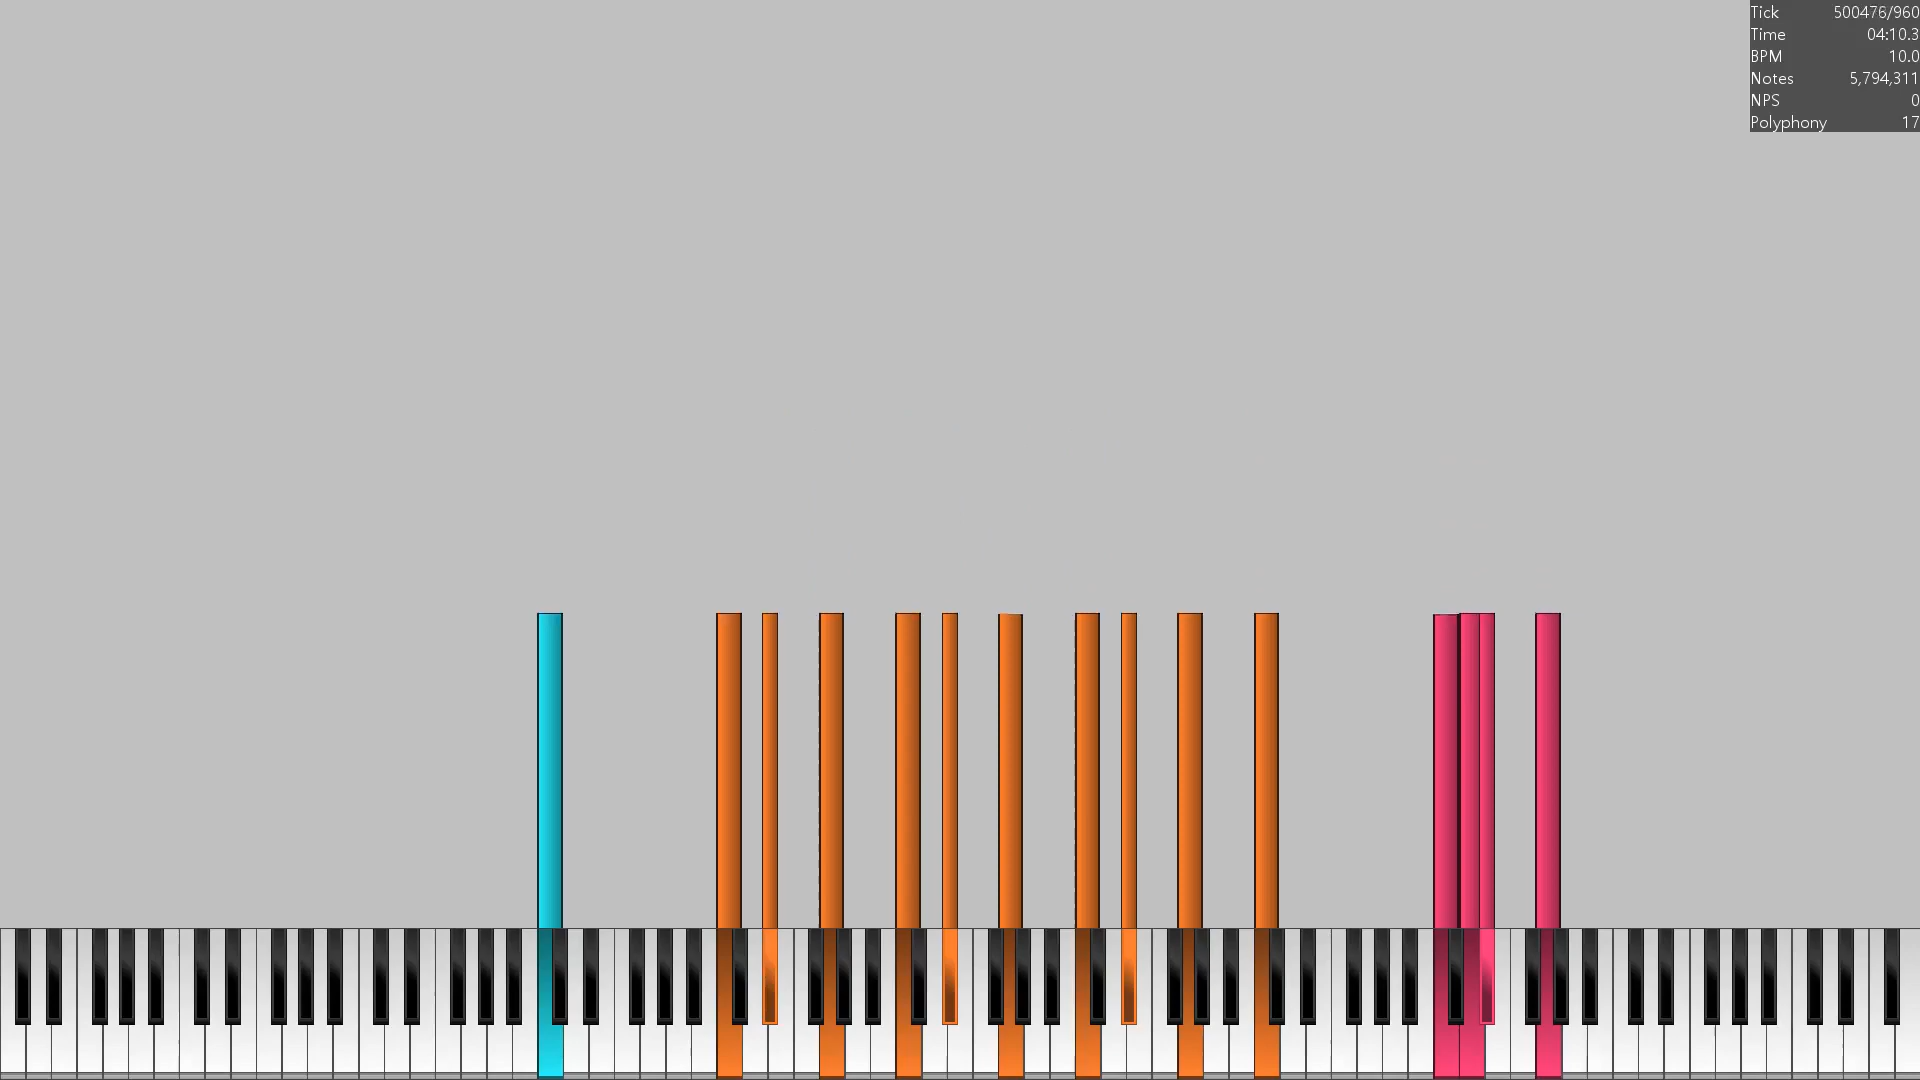 Tick 500476/960
Time 04:10.3
BPM 10.0
Notes 5,794,311
NPS 0
Polyphony 17